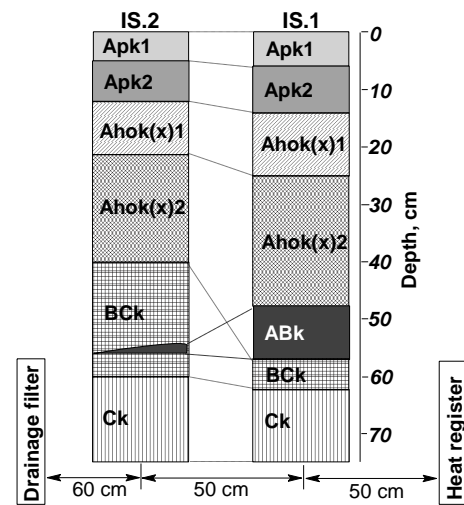 IS.2 IS.1
Apk1 Apk1 0
Apk2 Apk2 10
Ahok(x)1 Ahok(x)1 20
Ahok(x)2 Ahok(x)2 30
40
BCk ABk 50
BCk 60
Ck Ck 70
Depth, cm
Drainage filter
Heat register
60 cm 50 cm 50 cm